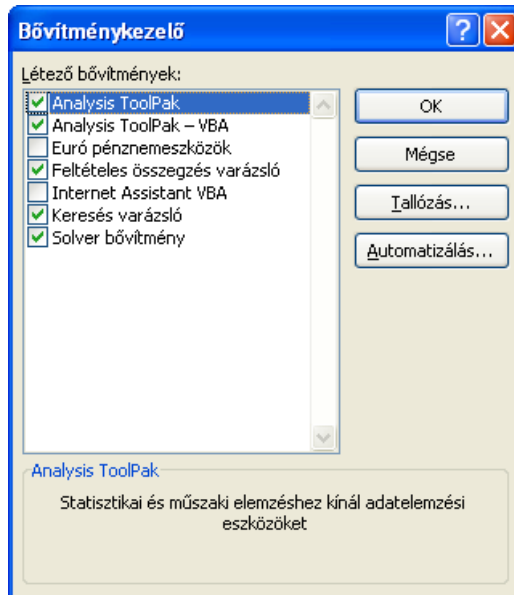 Bővítménykezelő
Létező bővítmények:
Analysis ToolPak
Analysis ToolPak – VBA
Euró pénznemeszközök
Feltételes összegzés varázsló
Internet Assistant VBA
Keresés varázsló
Solver bővítmény
OK
Mégse
Tallózás...
Automatizálás...
Analysis ToolPak
Statisztikai és műszaki elemzéshez kínál adatelemzési
eszközöket